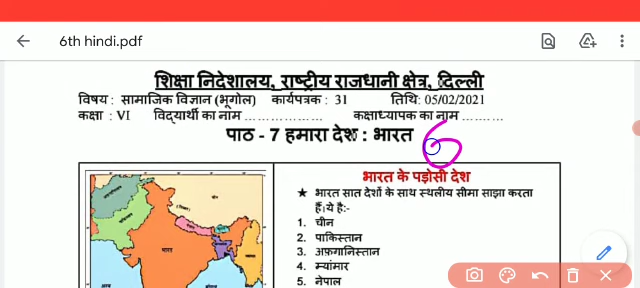 6th hindi.pdf
शिक्षा निदेशालय, राष्ट्रीय राजधानी क्षेत्र, दिल्ली
विषय : सामाजिक विज्ञान (भूगोल) कार्यपत्रक : 31 तिथि: 05/02/2021
कक्षा : VI विद्यार्थी का नाम ................. कक्षाध्यापक का नाम .........
पाठ - 7 हमारा देश : भारत 6
भारत के पड़ोसी देश
★ भारत सात देशों के साथ स्थलीय सीमा साझा करता
हैं।ये है:-
1. चीन
2. पाकिस्तान
3. अफ़गानिस्तान
4. म्यांमार
5. नेपाल
भारत